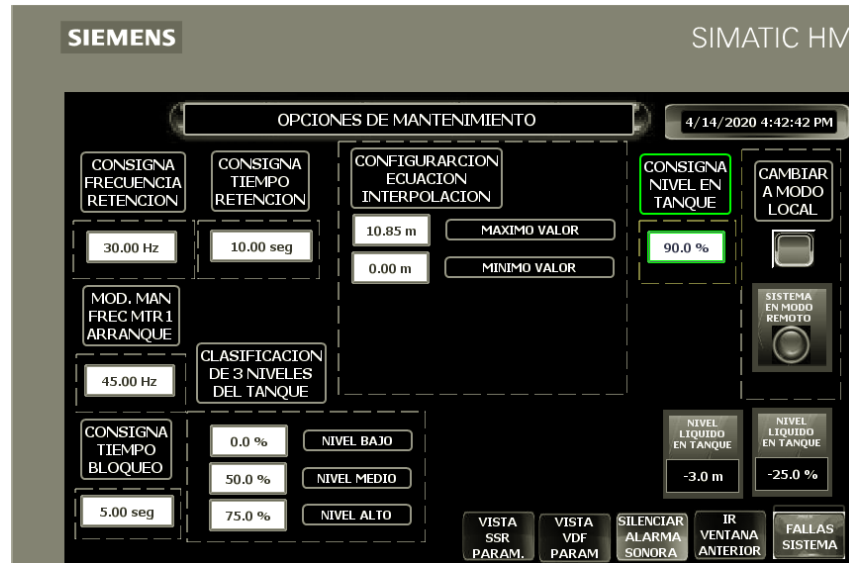 SIEMENS
SIMATIC HM
OPCIONES DE MANTENIMIENTO
4/14/2020 4:42:42 PM
CONSIGNA
FRECUENCIA
RETENCION
30.00 Hz
CONSIGNA
TIEMPO
RETENCION
10.00 seg
CONFIGURARCION
ECUACION
INTERPOLACION
10.85 m
MAXIMO VALOR
0.00 m
MINIMO VALOR
CONSIGNA
NIVEL EN
TANQUE
90.0 %
CAMBIAR
A MODO
LOCAL
SISTEMA
EN MODO
REMOTO
MOD. MAN
FREC MTR1
ARRANQUE
45.00 Hz
CLASIFICACION
DE 3 NIVELES
DEL TANQUE
0.0 %
NIVEL BAJO
50.0 %
NIVEL MEDIO
75.0 %
NIVEL ALTO
CONSIGNA
TIEMPO
BLOQUEO
5.00 seg
NIVEL
LIQUIDO
EN TANQUE
-3.0 m
NIVEL
LIQUIDO
EN TANQUE
-25.0 %
VISTA
SSR
PARAM.
VISTA
VDF
PARAM
SILENCIAR
ALARMA
SONORA
IR
VENTANA
ANTERIOR
FALLAS
SISTEMA